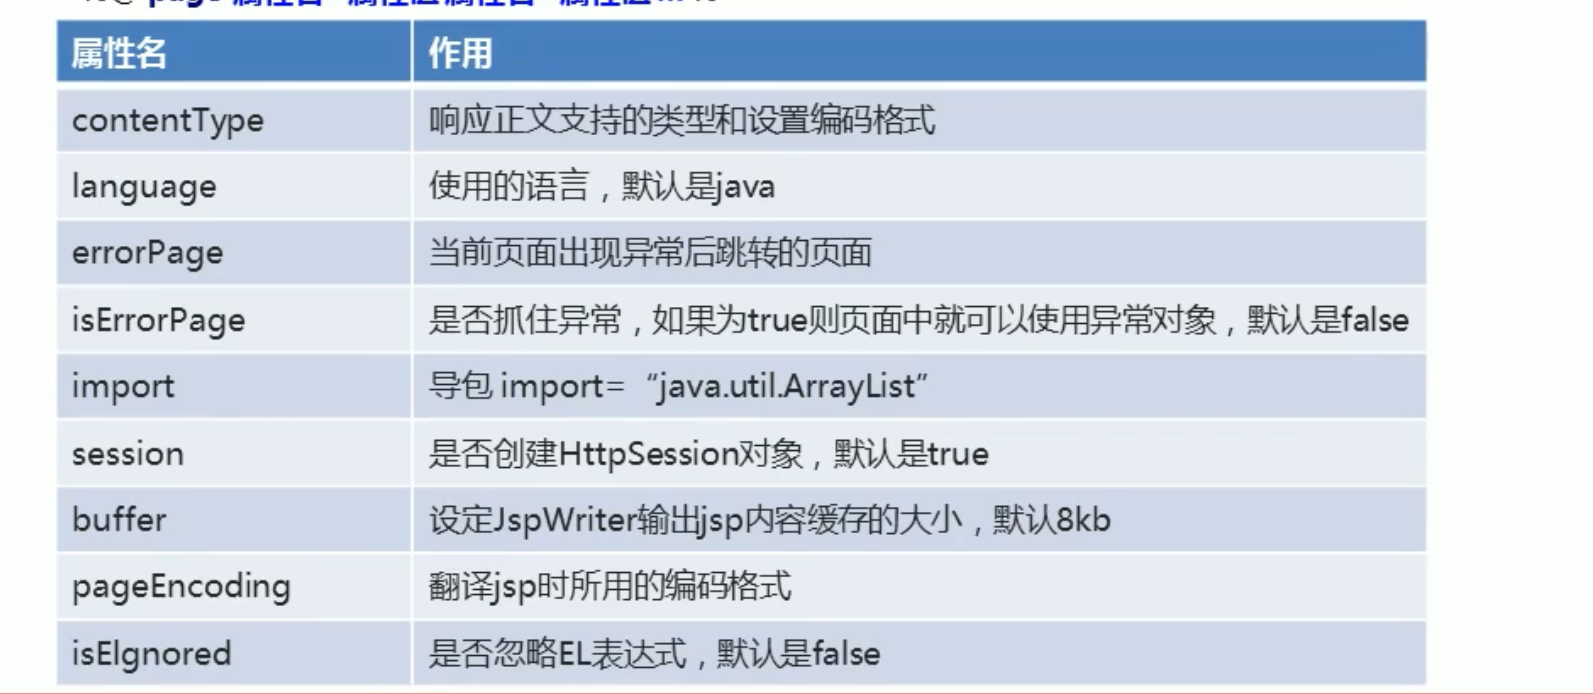 属性名 作用
contentType 响应正文支持的类型和设置编码格式
language 使用的语言，默认是java
errorPage 当前页面出现异常后跳转的页面
isErrorPage 是否抓住异常，如果为true则页面中就可以使用异常对象，默认是false
import 导包 import=“java.util.ArrayList”
session 是否创建HttpSession对象，默认是true
buffer 设定JspWriter输出jsp内容缓存的大小，默认8kb
pageEncoding 翻译jsp时所用的编码格式
isElgnored 是否忽略EL表达式，默认是false